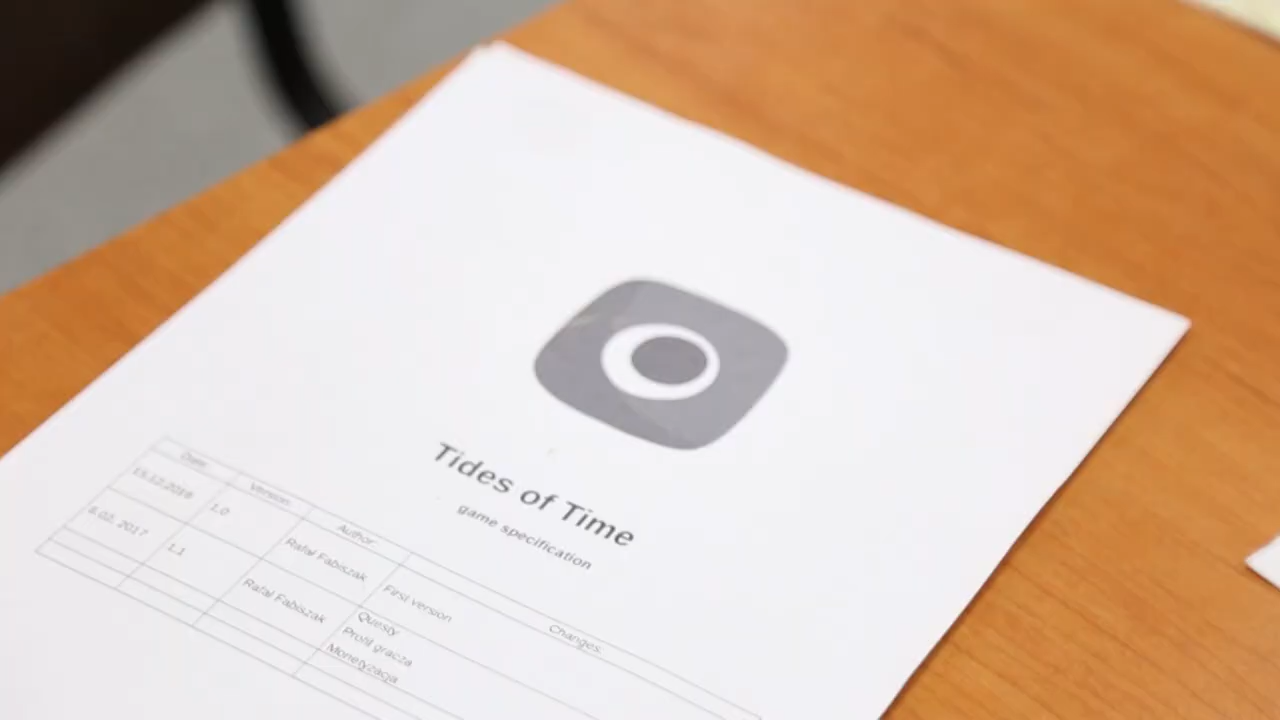 Tides of Time
game specification
Date: Version: Author: Changes:
15.12.2016 1.0 Rafał Fabiszak First version
8.02. 2017 1.1 Rafał Fabiszak Questy
Profil gracza
Monetyzacja